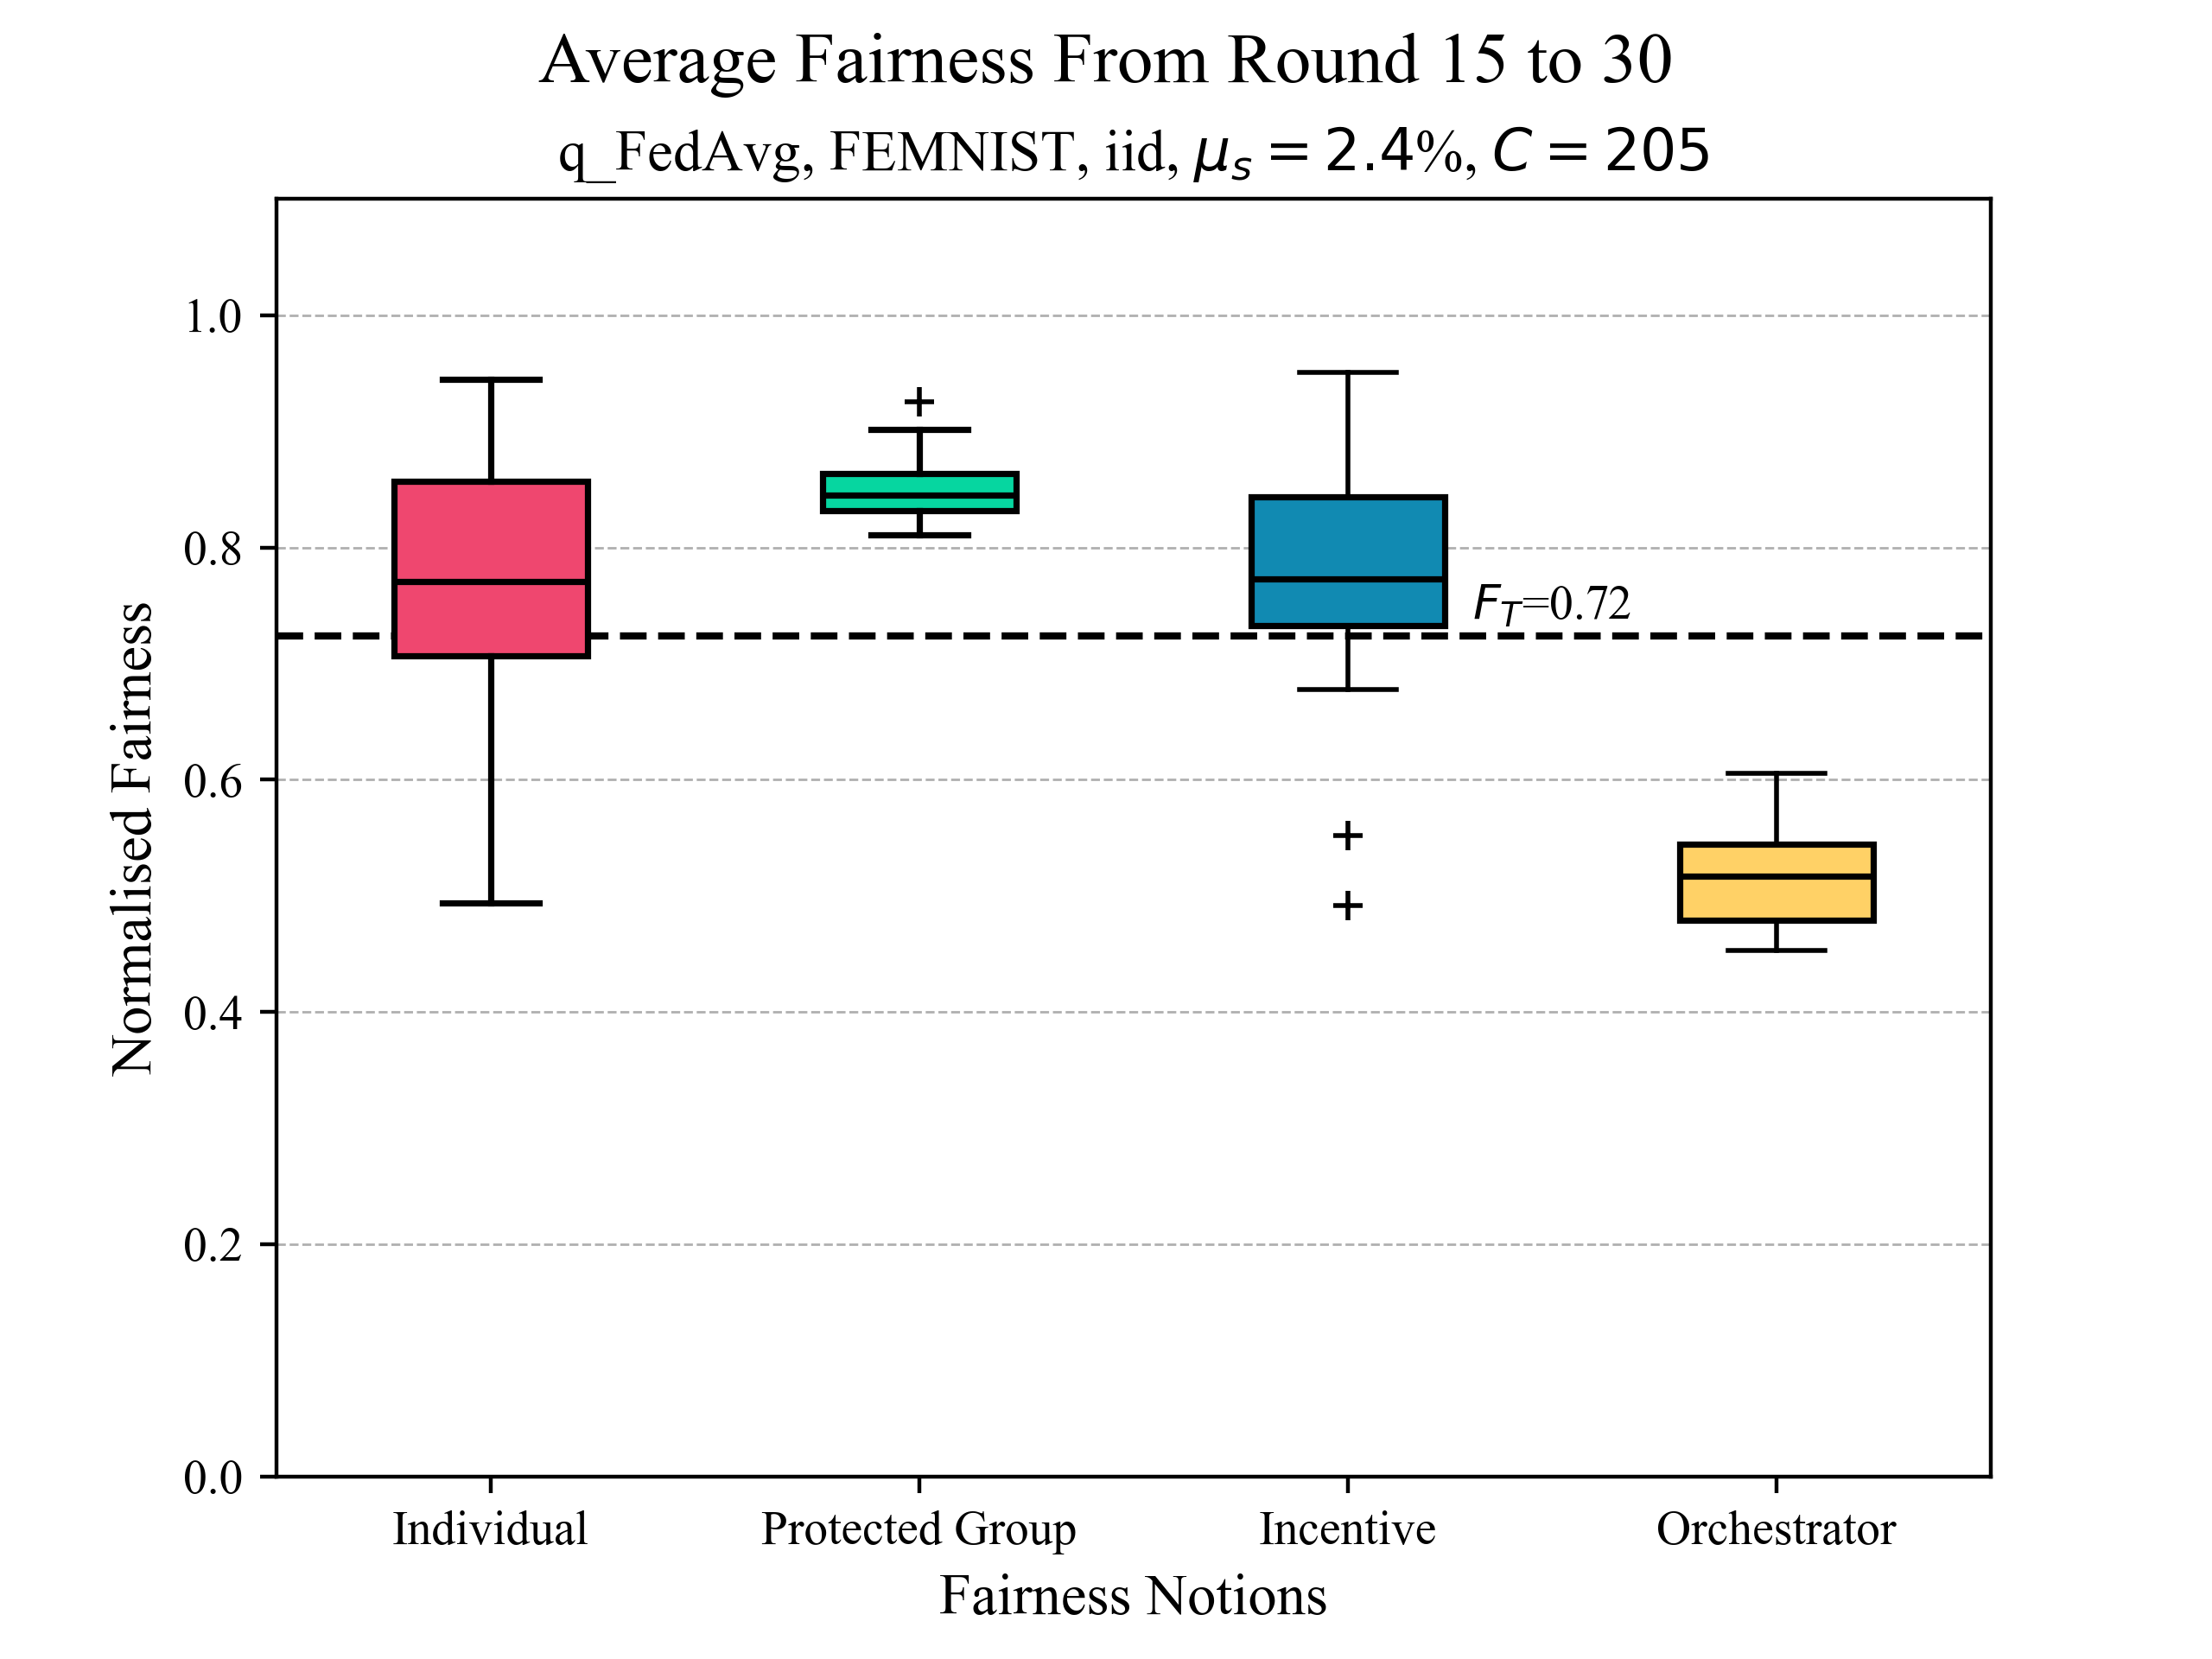 Average Fairness From Round 15 to 30
q_FedAvg, FEMNIST, iid, μₛ = 2.4%, C = 205
1.0
0.8
0.6
0.4
0.2
0.0
Normalised Fairness
F_T=0.72
Individual
Protected Group
Incentive
Orchestrator
Fairness Notions